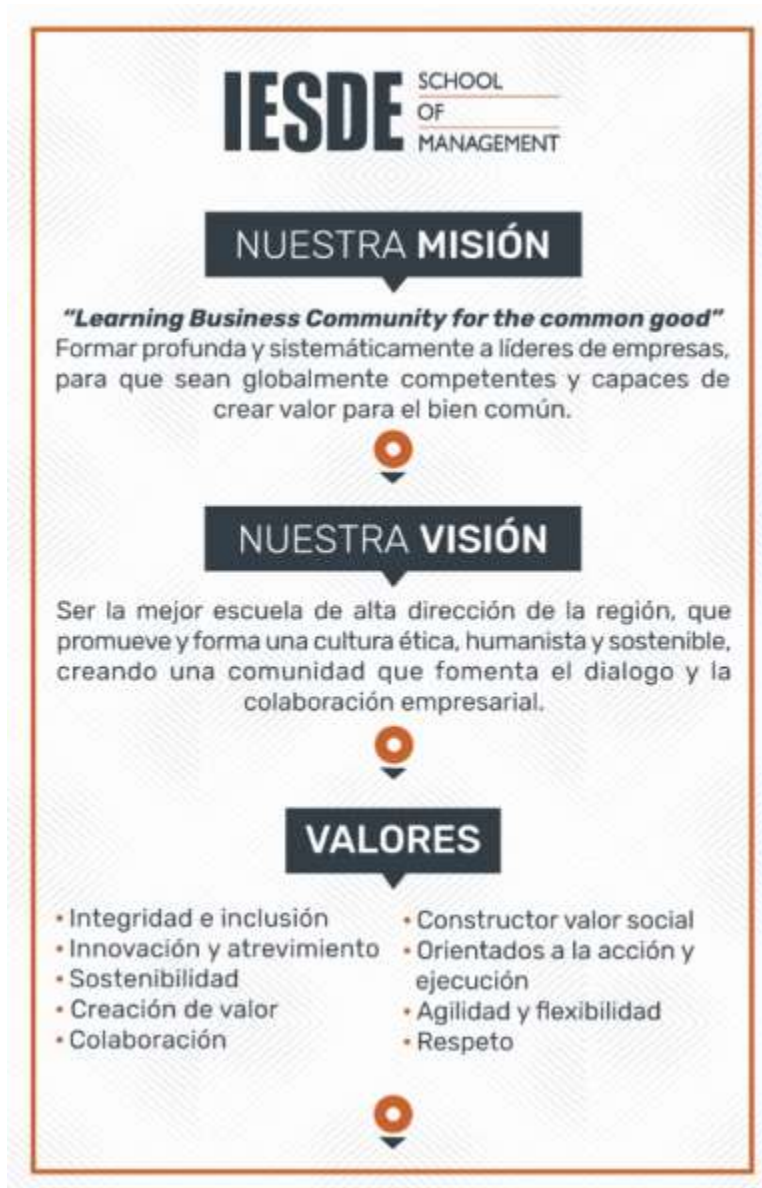 IESDE
SCHOOL
OF
MANAGEMENT
NUESTRA MISIÓN
“Learning Business Community for the common good”
Formar profunda y sistemáticamente a líderes de empresas,
para que sean globalmente competentes y capaces de
crear valor para el bien común.
NUESTRA VISIÓN
Ser la mejor escuela de alta dirección de la región, que
promueve y forma una cultura ética, humanista y sostenible,
creando una comunidad que fomenta el dialogo y la
colaboración empresarial.
VALORES
• Integridad e inclusión
• Innovación y atrevimiento
• Sostenibilidad
• Creación de valor
• Colaboración
• Constructor valor social
• Orientados a la acción y
ejecución
• Agilidad y flexibilidad
• Respeto